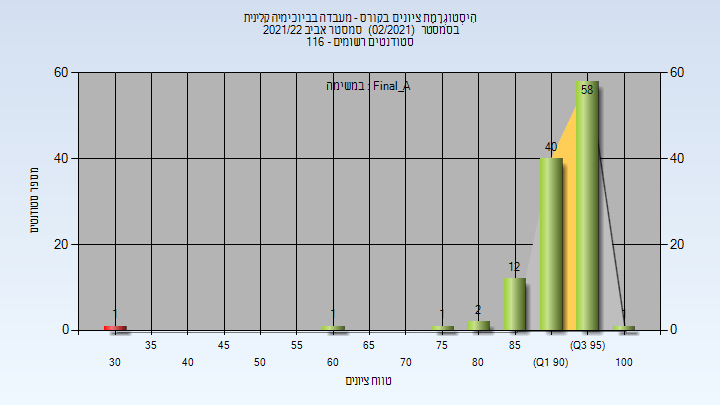 הִיסְטוֹגְרָמַת ציונים בקורס - מעבדה בביוכימיה קלינית
בסמסטר (02/2021) סמסטר אביב 2021/22
סטודנטים רשומים - 116
במשימה : Final_A
60 60
58
40 40
40
מספר סטודנטים
20 20
12
1 1 1 2 1
0 0
35 45 55 65 75 85 (Q3 95)
30 40 50 60 70 80 (Q1 90) 100
טווח ציונים